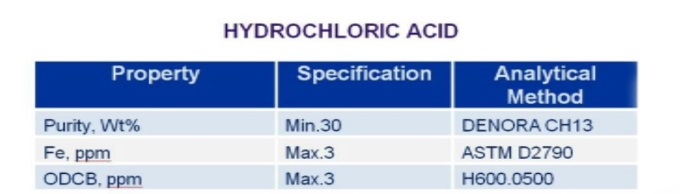 HYDROCHLORIC ACID
Property Specification Analytical Method
Purity, Wt% Min.30 DENORA CH13
Fe, ppm Max.3 ASTM D2790
ODCB, ppm Max.3 H600.0500